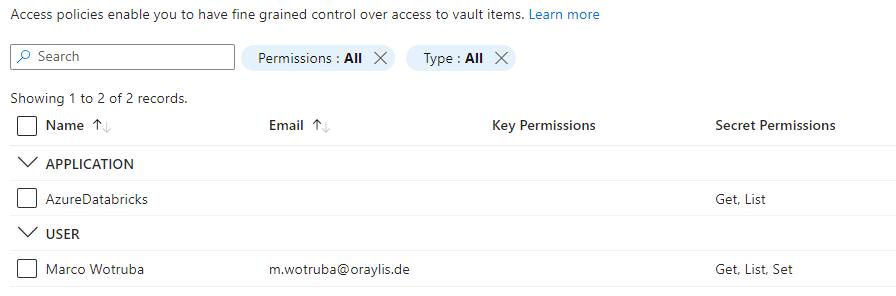 Access policies enable you to have fine grained control over access to vault items. Learn more
Search
Permissions : All
Type : All
Showing 1 to 2 of 2 records.
Name Email Key Permissions Secret Permissions
APPLICATION
AzureDatabricks Get, List
USER
Marco Wotruba m.wotruba@oraylis.de Get, List, Set